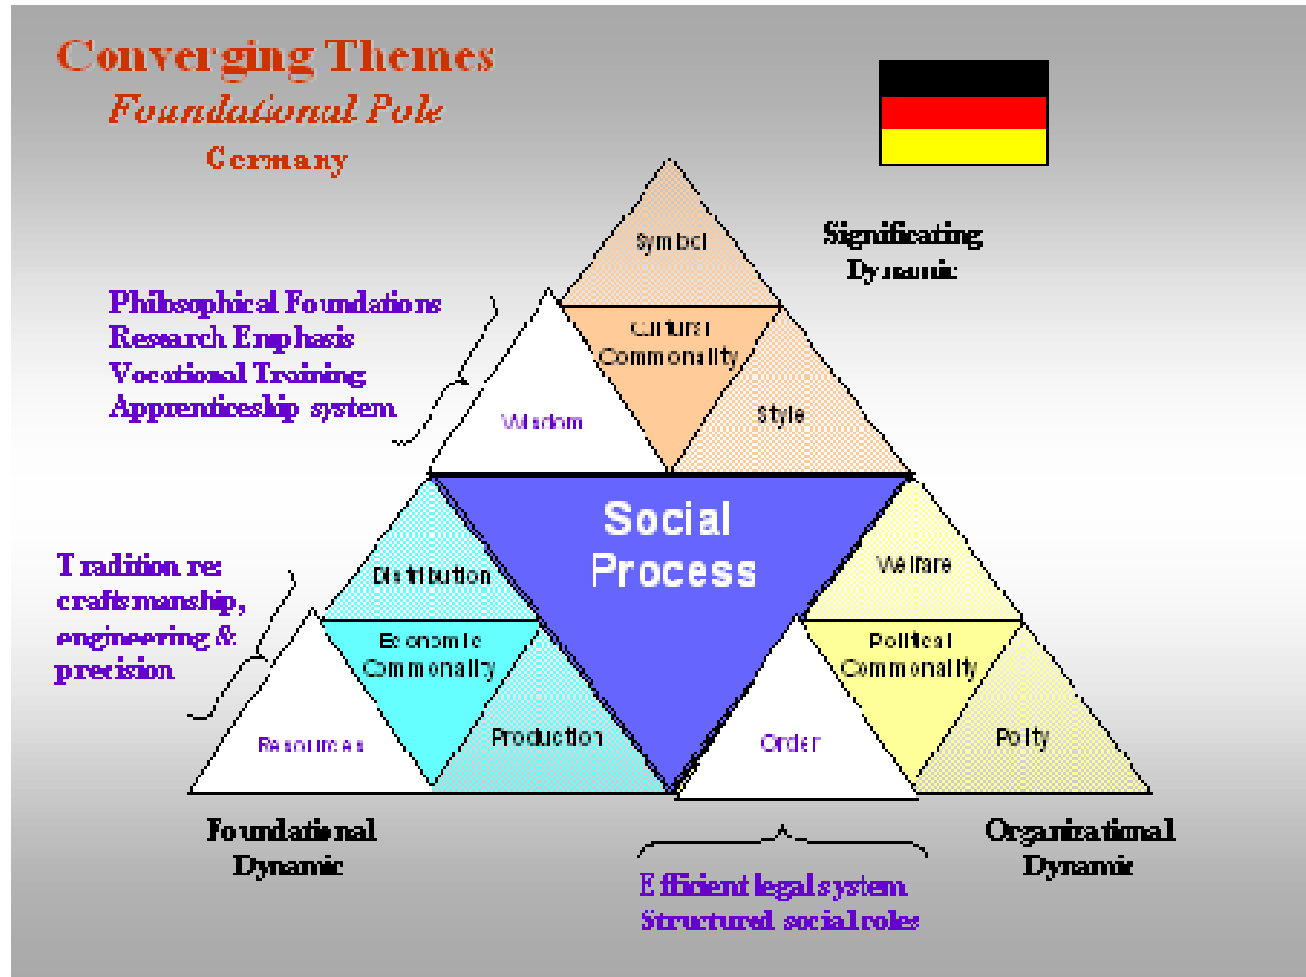 Converging Themes
Foundational Pole
Germany
Significating
Dynamic
Symbol
Philosophical Foundations
Research Emphasis
Vocational Training
Apprenticeship system
Cultural
Commonality
Wisdom
Style
Social
Process
Tradition re:
craftsmanship,
engineering &
precision
Distribution
Welfare
Economic
Commonality
Political
Commonality
Resources
Production
Order
Polity
Foundational
Dynamic
Organizational
Dynamic
Efficient legal system
Structured social roles